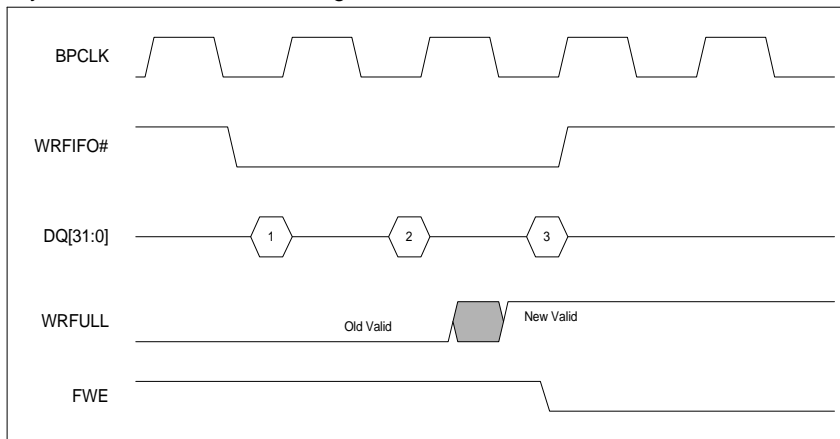 BPCLK
WRFIFO#
DQ[31:0]
1
2
3
WRFULL
Old Valid
New Valid
FWE